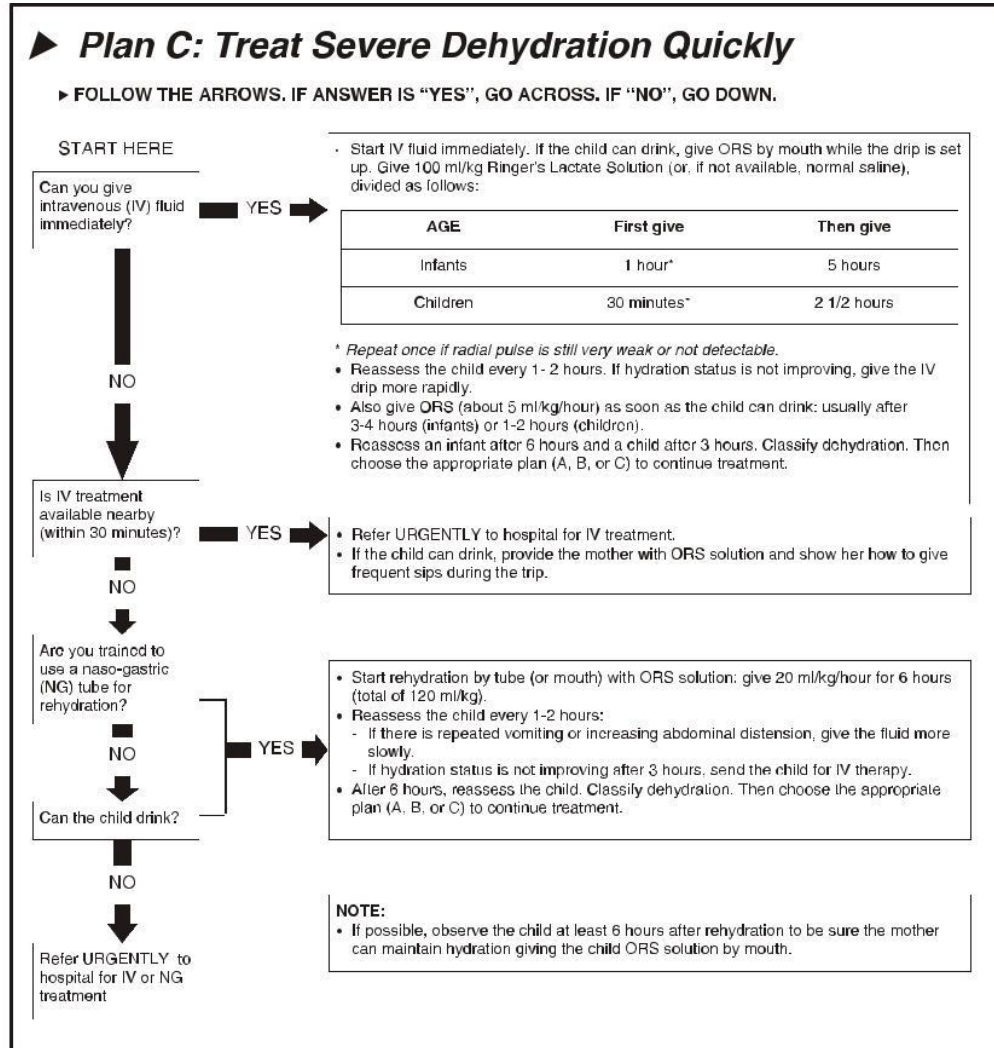 ► Plan C: Treat Severe Dehydration Quickly
► FOLLOW THE ARROWS. IF ANSWER IS “YES”, GO ACROSS. IF “NO”, GO DOWN.
START HERE
Can you give
intravenous (IV) fluid
immediately?
YES
· Start IV fluid immediately. If the child can drink, give ORS by mouth while the drip is set
up. Give 100 ml/kg Ringer’s Lactate Solution (or, if not available, normal saline),
divided as follows:
AGE First give Then give
Infants 1 hour* 5 hours
Children 30 minutes* 2 1/2 hours
* Repeat once if radial pulse is still very weak or not detectable.
• Reassess the child every 1- 2 hours. If hydration status is not improving, give the IV
drip more rapidly.
• Also give ORS (about 5 ml/kg/hour) as soon as the child can drink: usually after
3-4 hours (infants) or 1-2 hours (children).
• Reassess an infant after 6 hours and a child after 3 hours. Classify dehydration. Then
choose the appropriate plan (A, B, or C) to continue treatment.
NO
Is IV treatment
available nearby
(within 30 minutes)?
YES
• Refer URGENTLY to hospital for IV treatment.
• If the child can drink, provide the mother with ORS solution and show her how to give
frequent sips during the trip.
NO
Are you trained to
use a naso-gastric
(NG) tube for
rehydration?
NO
Can the child drink?
YES
• Start rehydration by tube (or mouth) with ORS solution: give 20 ml/kg/hour for 6 hours
(total of 120 ml/kg).
• Reassess the child every 1-2 hours:
- If there is repeated vomiting or increasing abdominal distension, give the fluid more
slowly.
- If hydration status is not improving after 3 hours, send the child for IV therapy.
• After 6 hours, reassess the child. Classify dehydration. Then choose the appropriate
plan (A, B, or C) to continue treatment.
NO
Refer URGENTLY to
hospital for IV or NG
treatment
NOTE:
• If possible, observe the child at least 6 hours after rehydration to be sure the mother
can maintain hydration giving the child ORS solution by mouth.